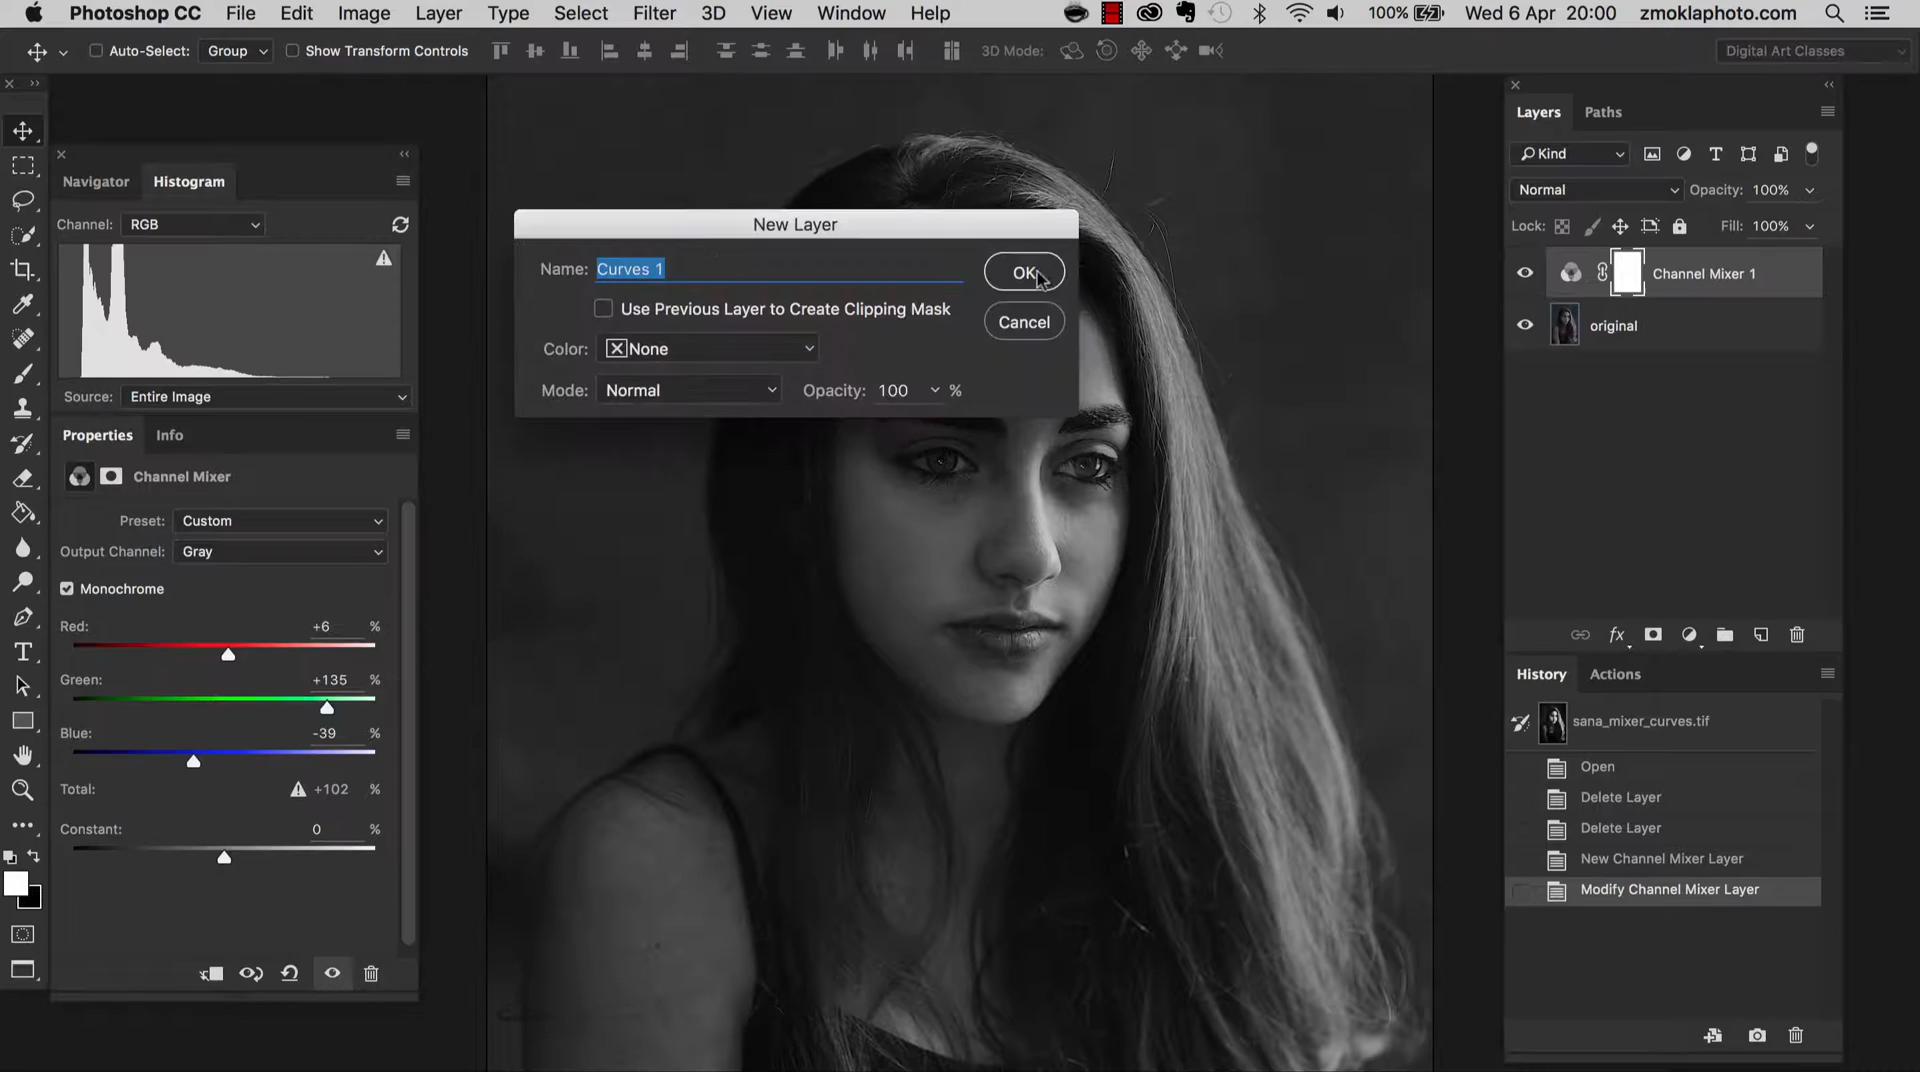 Photoshop CC File Edit Image Layer Type Select Filter 3D View Window Help 100% Wed 6 Apr 20:00 zmoklaphoto.com
Auto-Select: Group Show Transform Controls 3D Mode: Digital Art Classes
Navigator Histogram
Channel: RGB
Source: Entire Image
Properties Info
Channel Mixer
Preset: Custom
Output Channel: Gray
Monochrome
Red: +6 %
Green: +135 %
Blue: -39 %
Total: +102 %
Constant: 0 %
New Layer
Name: Curves 1
OK
Use Previous Layer to Create Clipping Mask
Cancel
Color: None
Mode: Normal Opacity: 100 %
Layers Paths
Kind
Normal Opacity: 100%
Lock: Fill: 100%
Channel Mixer 1
original
fx
History Actions
sana_mixer_curves.tif
Open
Delete Layer
Delete Layer
New Channel Mixer Layer
Modify Channel Mixer Layer